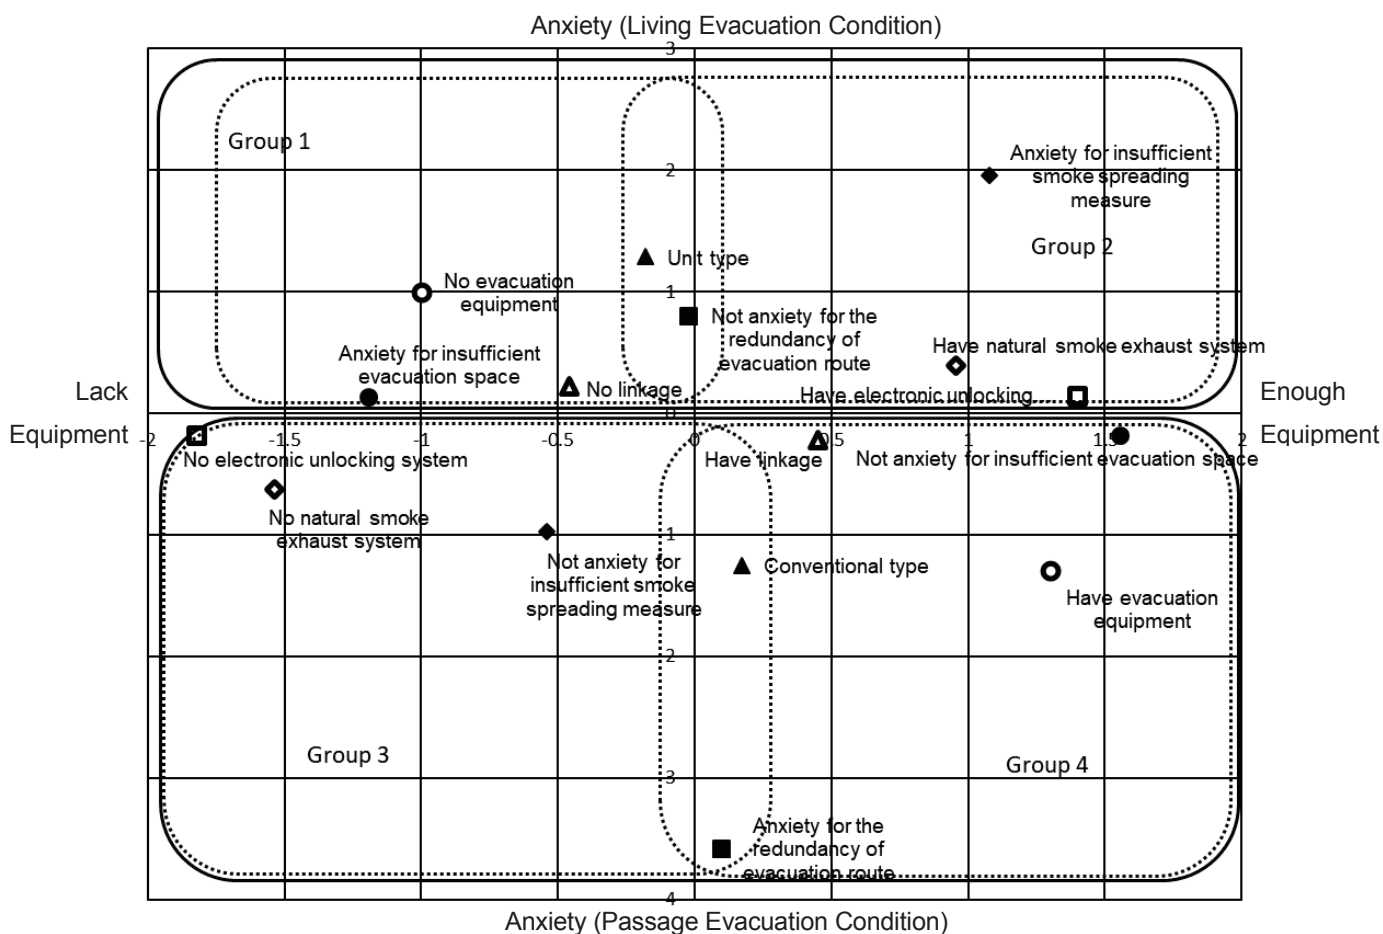 Anxiety (Living Evacuation Condition)
3
Group 1
Anxiety for insufficient
smoke spreading
measure
2
Group 2
Unit type
No evacuation
equipment
1
Not anxiety for the
redundancy of
evacuation route
Have natural smoke exhaust system
Anxiety for insufficient
evacuation space
No linkage
Have electronic unlocking...
Lack
Enough
0
Equipment
-2
-1.5
-1
-0.5
0
0.5
1
1.5
2
Equipment
No electronic unlocking system
Have linkage
Not anxiety for insufficient evacuation space
No natural smoke
exhaust system
1
Not anxiety for
insufficient smoke
spreading measure
Conventional type
Have evacuation
equipment
2
Group 3
Group 4
3
Anxiety for the
redundancy of
evacuation route
4
Anxiety (Passage Evacuation Condition)